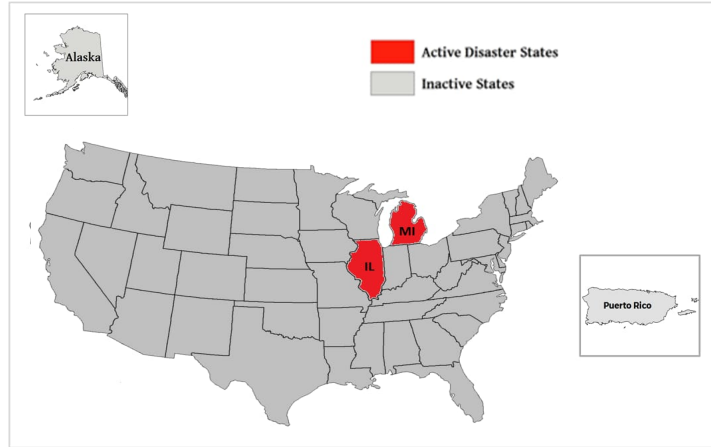 Alaska
Active Disaster States
Inactive States
MI
IL
Puerto Rico